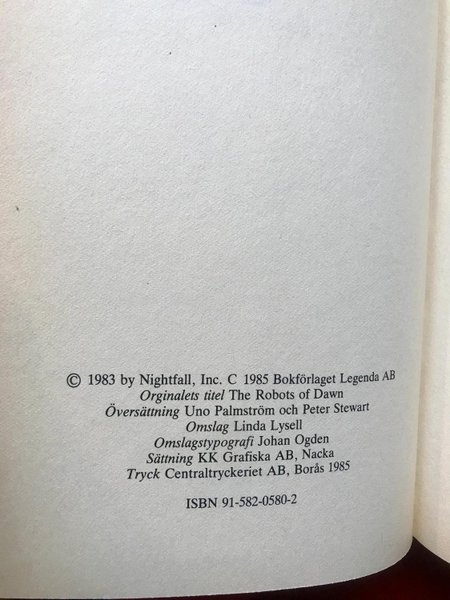 © 1983 by Nightfall, Inc. C 1985 Bokförlaget Legenda AB
Orginalets titel The Robots of Dawn
Översättning Uno Palmström och Peter Stewart
Omslag Linda Lysell
Omslagstypografi Johan Ogden
Sättning KK Grafiska AB, Nacka
Tryck Centraltryckeriet AB, Borås 1985
ISBN 91-582-0580-2